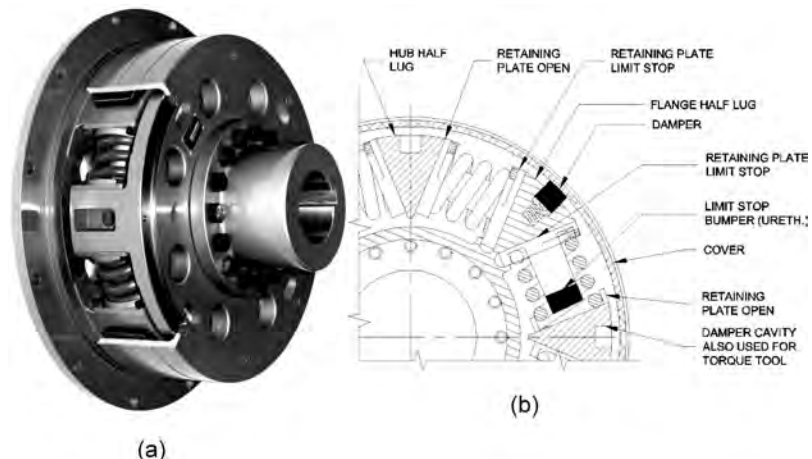 HUB HALF
LUG
RETAINING
PLATE OPEN
RETAINING
PLATE
LIMIT STOP
FLANGE HALF LUG
DAMPER
RETAINING PLATE
LIMIT STOP
LIMIT STOP
BUMPER (URETH.)
COVER
RETAINING
PLATE OPEN
DAMPER CAVITY
ALSO USED FOR
TORQUE TOOL
(a)
(b)